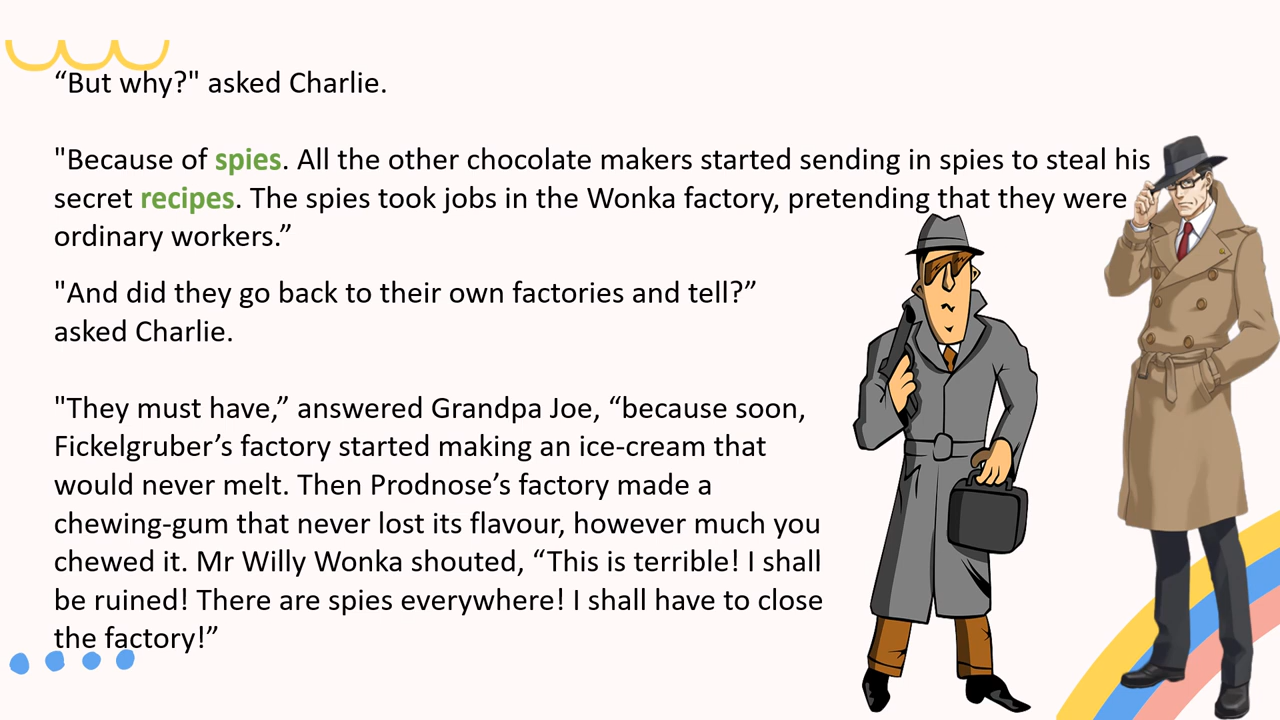 “But why?" asked Charlie.
"Because of spies. All the other chocolate makers started sending in spies to steal his
secret recipes. The spies took jobs in the Wonka factory, pretending that they were
ordinary workers.”
"And did they go back to their own factories and tell?”
asked Charlie.
"They must have,” answered Grandpa Joe, “because soon,
Fickelgruber’s factory started making an ice-cream that
would never melt. Then Prodnose’s factory made a
chewing-gum that never lost its flavour, however much you
chewed it. Mr Willy Wonka shouted, “This is terrible! I shall
be ruined! There are spies everywhere! I shall have to close
the factory!”